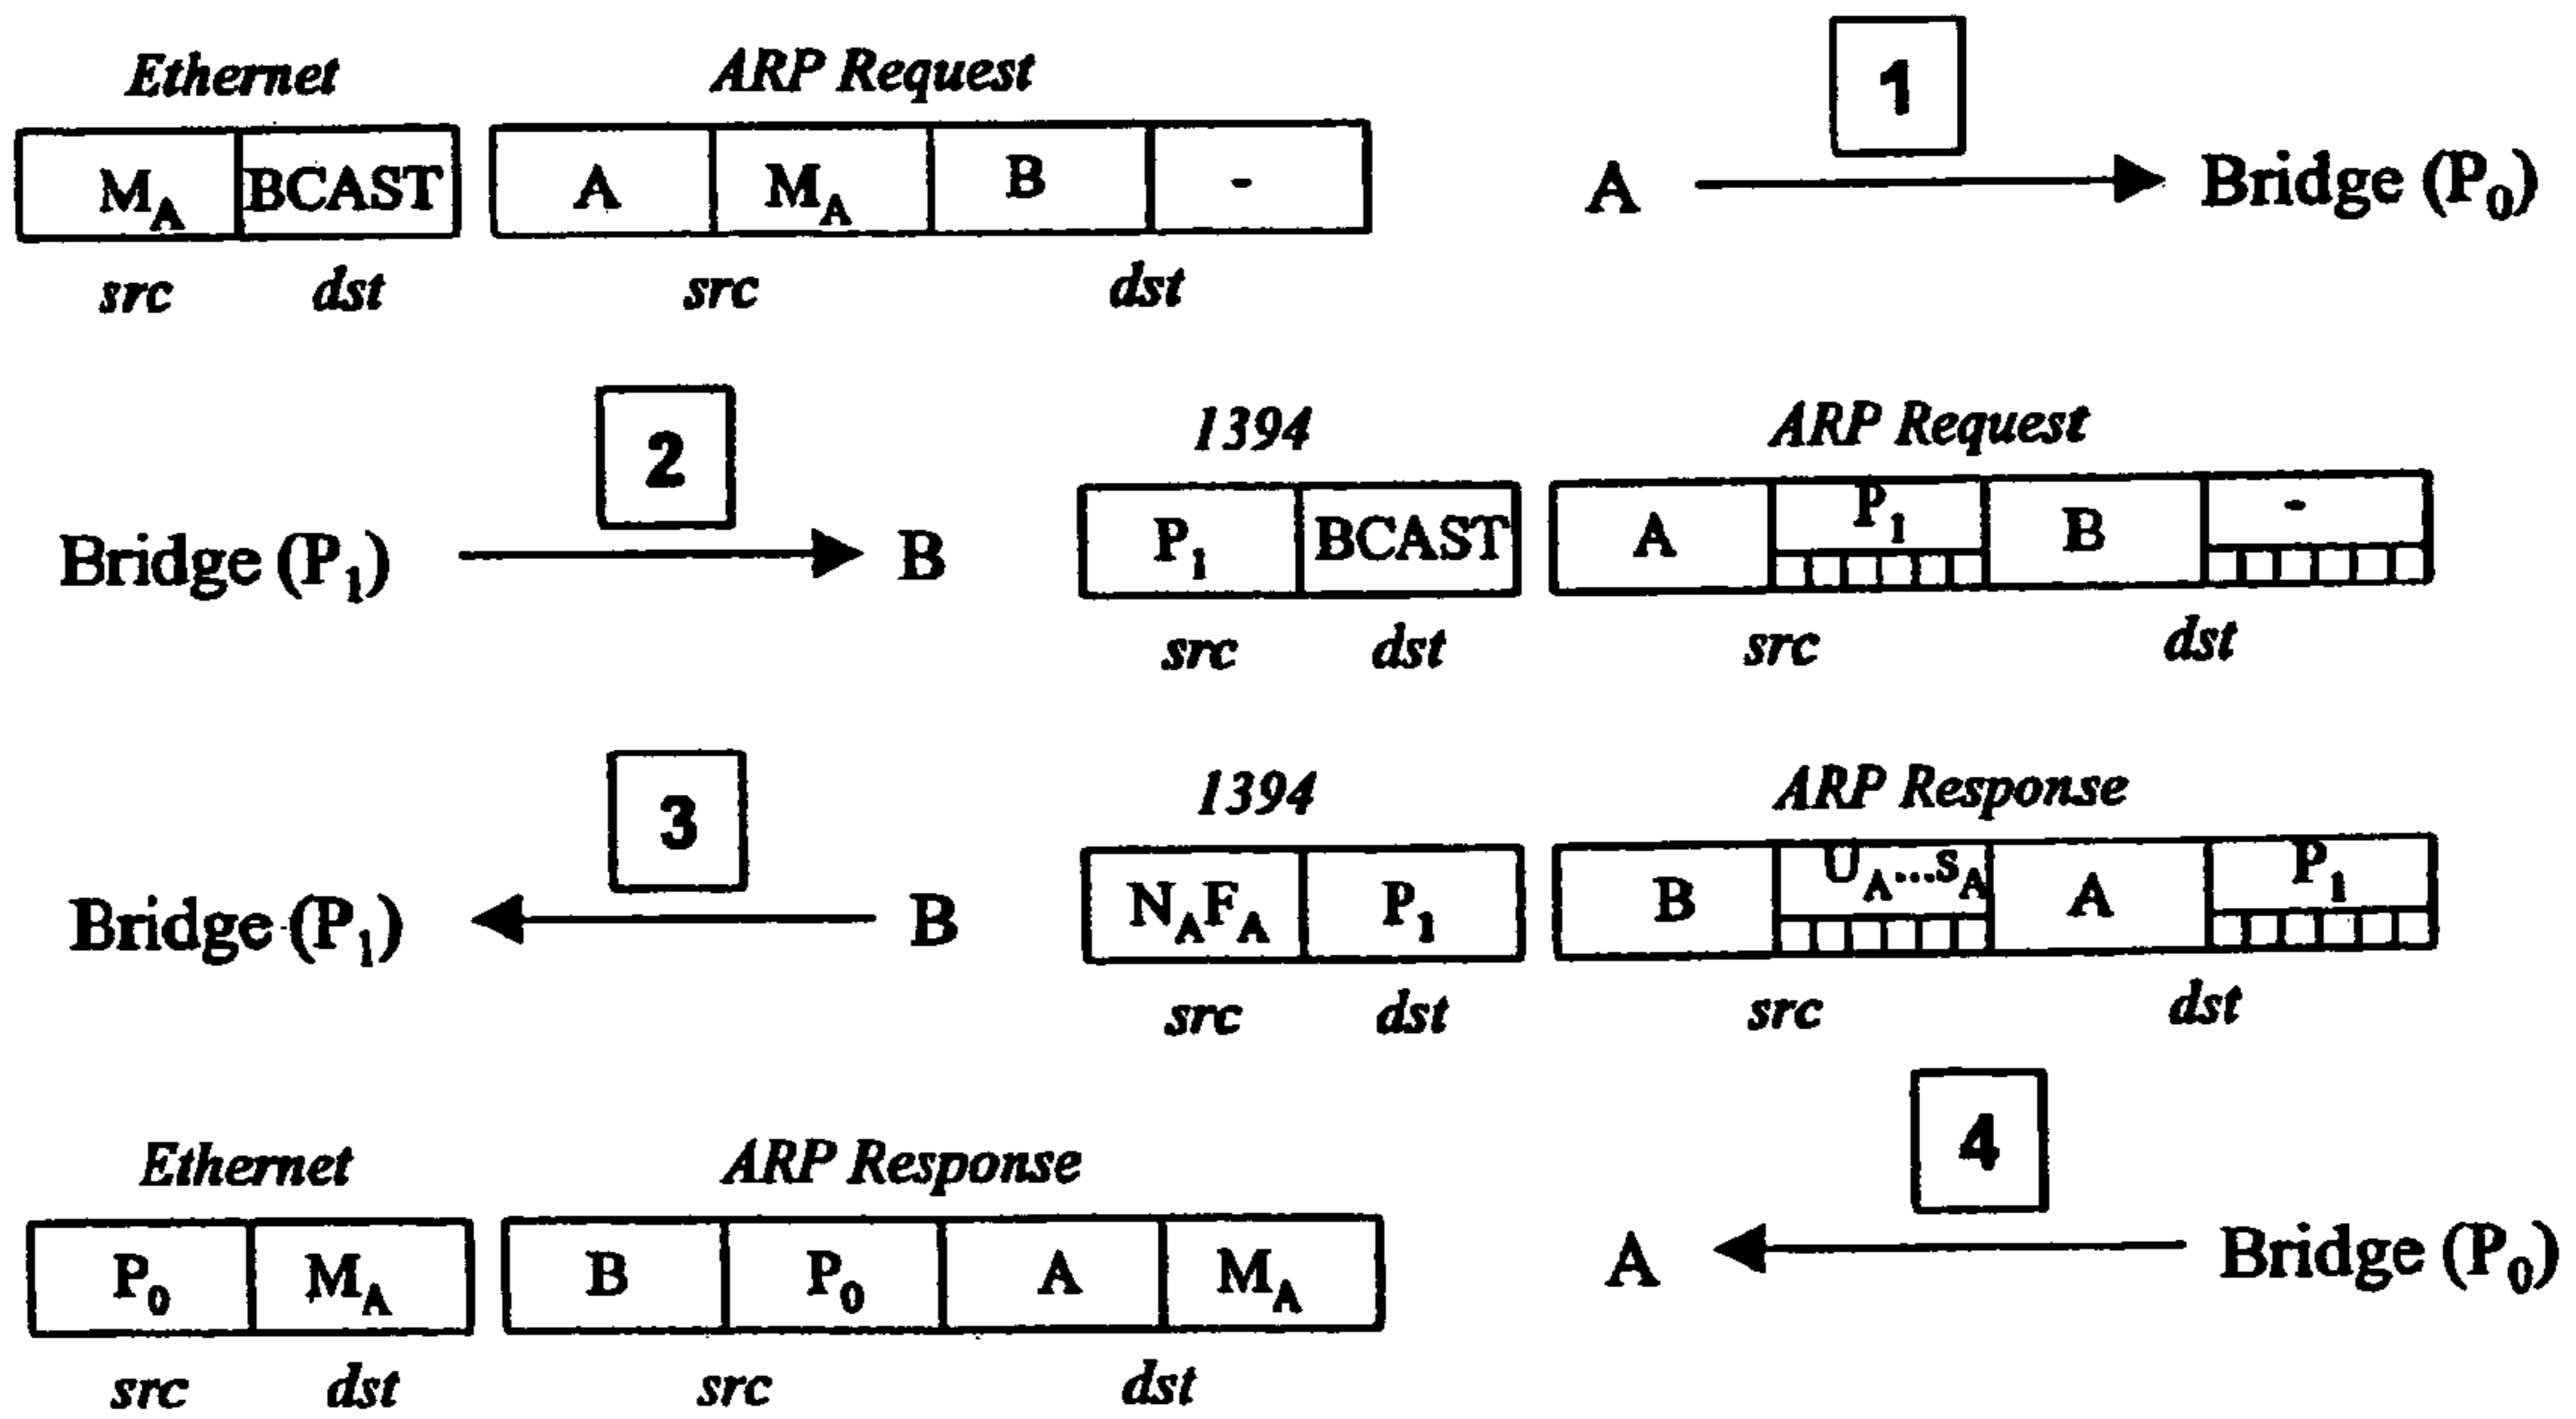 Ethernet ARP Request 1
M_A BCAST A M_A B - A Bridge (P_0)
src dst src dst
2 1394 ARP Request
Bridge (P_1) B P_1 BCAST A P_1 B -
src dst src dst
3 1394 ARP Response
Bridge (P_1) B N_AF_A P_1 B U_A...s_A A P_1
src dst src dst
Ethernet ARP Response 4
P_0 M_A B P_0 A M_A A Bridge (P_0)
src dst src dst